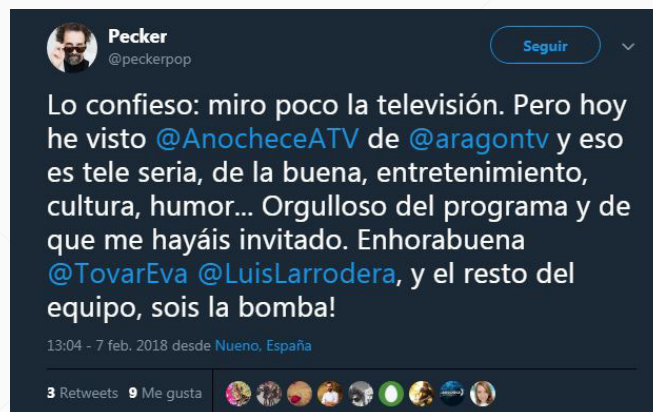 Pecker
@peckerpop
Seguir
Lo confieso: miro poco la televisión. Pero hoy
he visto @AnocheceATV de @aragontv y eso
es tele seria, de la buena, entretenimiento,
cultura, humor... Orgulloso del programa y de
que me hayáis invitado. Enhorabuena
@TovarEva @LuisLarrodera, y el resto del
equipo, sois la bomba!
13:04 - 7 feb. 2018 desde Nueno, España
3 Retweets 9 Me gusta